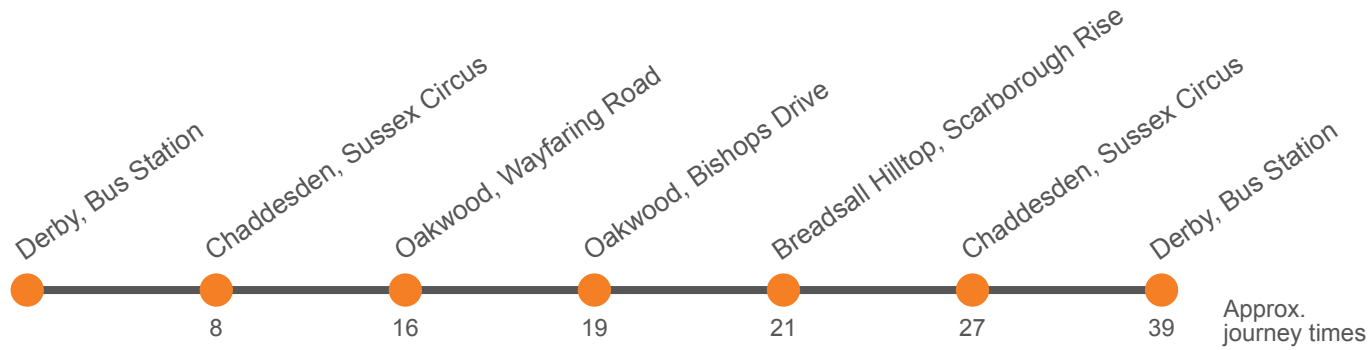 Derby, Bus Station
Chaddesden, Sussex Circus
Oakwood, Wayfaring Road
Oakwood, Bishops Drive
Breadsall Hilltop, Scarborough Rise
Chaddesden, Sussex Circus
Derby, Bus Station
8
16
19
21
27
39
Approx.
journey times